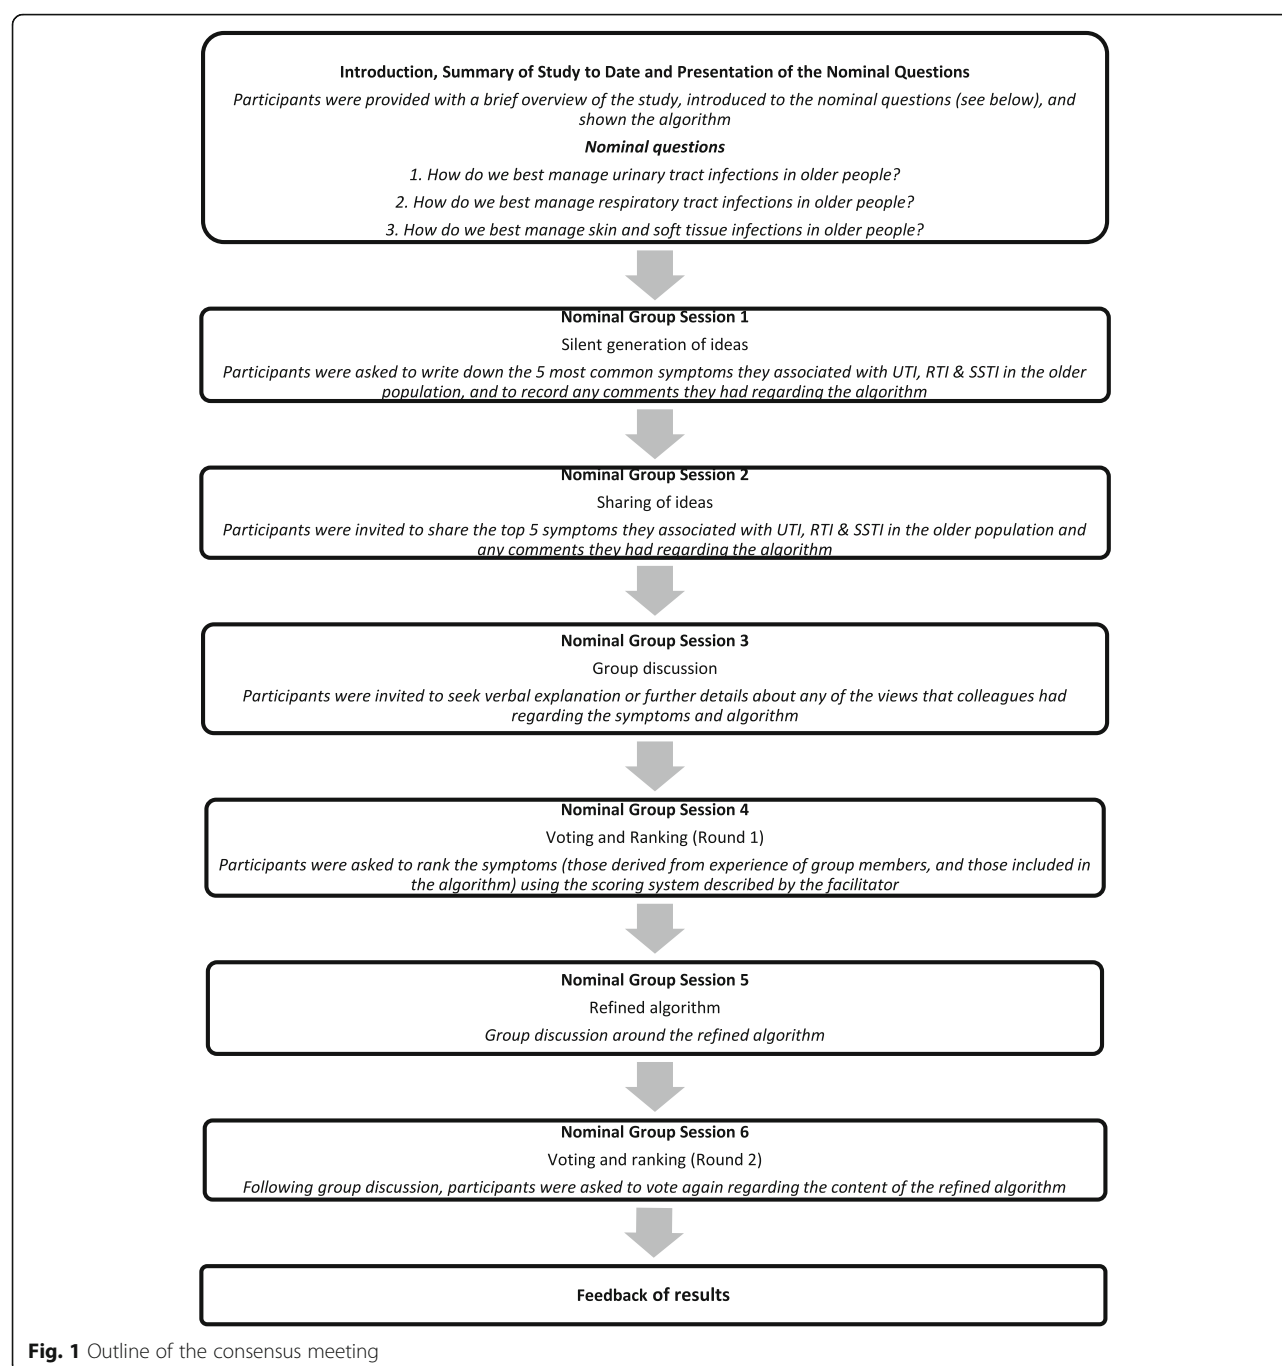 Introduction, Summary of Study to Date and Presentation of the Nominal Questions
Participants were provided with a brief overview of the study, introduced to the nominal questions (see below), and
shown the algorithm
Nominal questions
1. How do we best manage urinary tract infections in older people?
2. How do we best manage respiratory tract infections in older people?
3. How do we best manage skin and soft tissue infections in older people?
Nominal Group Session 1
Silent generation of ideas
Participants were asked to write down the 5 most common symptoms they associated with UTI, RTI & SSTI in the older
population, and to record any comments they had regarding the algorithm
Nominal Group Session 2
Sharing of ideas
Participants were invited to share the top 5 symptoms they associated with UTI, RTI & SSTI in the older population and
any comments they had regarding the algorithm
Nominal Group Session 3
Group discussion
Participants were invited to seek verbal explanation or further details about any of the views that colleagues had
regarding the symptoms and algorithm
Nominal Group Session 4
Voting and Ranking (Round 1)
Participants were asked to rank the symptoms (those derived from experience of group members, and those included in
the algorithm) using the scoring system described by the facilitator
Nominal Group Session 5
Refined algorithm
Group discussion around the refined algorithm
Nominal Group Session 6
Voting and ranking (Round 2)
Following group discussion, participants were asked to vote again regarding the content of the refined algorithm
Feedback of results
Fig. 1 Outline of the consensus meeting